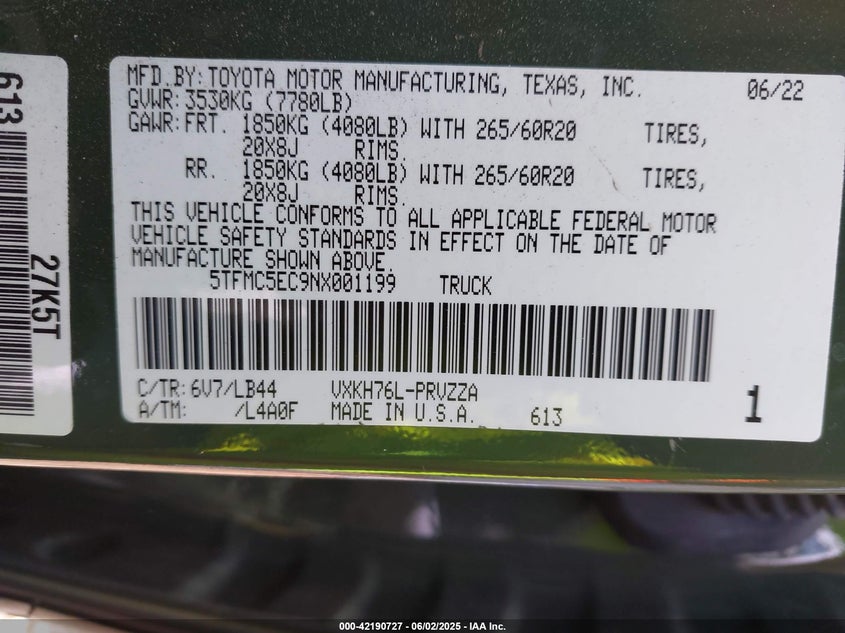 613
27K5T
MFD.BY:TOYOTA MOTOR MANUFACTURING, TEXAS, INC. 06/22
GVWR:3530KG (7780LB)
GAWR:FRT. 1850KG (4080LB) WITH 265/60R20 TIRES,
20X8J RIMS.
RR. 1850KG (4080LB) WITH 265/60R20 TIRES,
20X8J RIMS.
THIS VEHICLE CONFORMS TO ALL APPLICABLE FEDERAL MOTOR
VEHICLE SAFETY STANDARDS IN EFFECT ON THE DATE OF
MANUFACTURE SHOWN ABOVE.
5TFMC5EC9NX001199 TRUCK
C/TR:6V7/LB44 VXKH76L-PRVZZA
A/TM: /L4A0F MADE IN U.S.A. 613 1
000-42190727 - 06/02/2025 - IAA Inc.